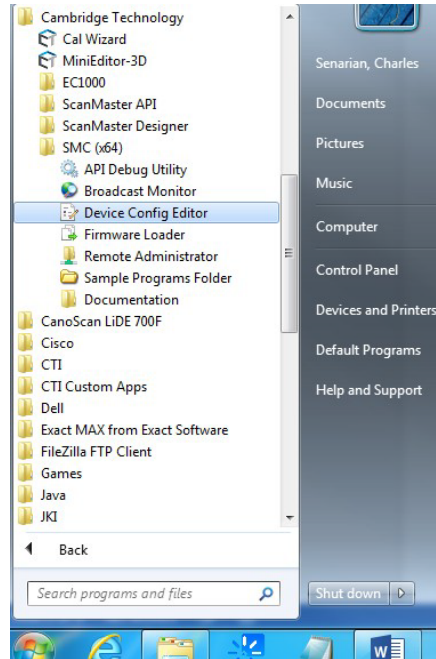 Cambridge Technology
Cal Wizard
MiniEditor-3D
EC1000
ScanMaster API
ScanMaster Designer
SMC (x64)
API Debug Utility
Broadcast Monitor
Device Config Editor
Firmware Loader
Remote Administrator
Sample Programs Folder
Documentation
CanoScan LiDE 700F
Cisco
CTI
CTI Custom Apps
Dell
Exact MAX from Exact Software
FileZilla FTP Client
Games
Java
JKI
Back
Search programs and files
Senarian, Charles
Documents
Pictures
Music
Computer
Control Panel
Devices and Printers
Default Programs
Help and Support
Shut down